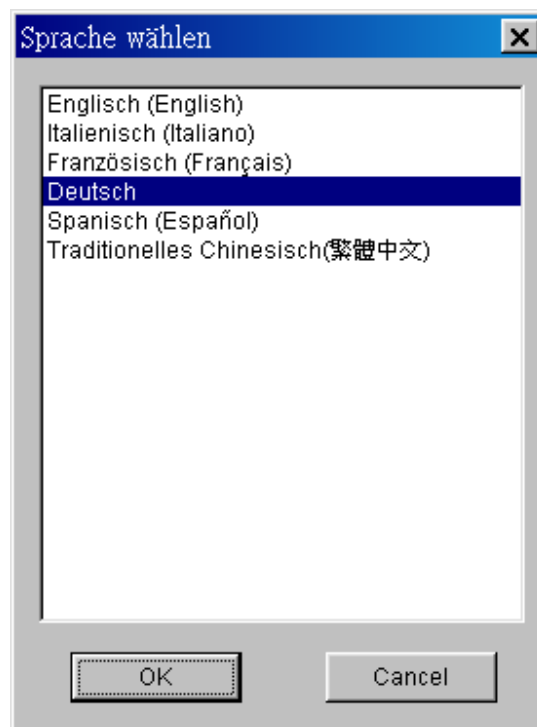 Sprache wählen
Englisch (English)
Italienisch (Italiano)
Französisch (Français)
Deutsch
Spanisch (Español)
Traditionelles Chinesisch(繁體中文)
OK
Cancel